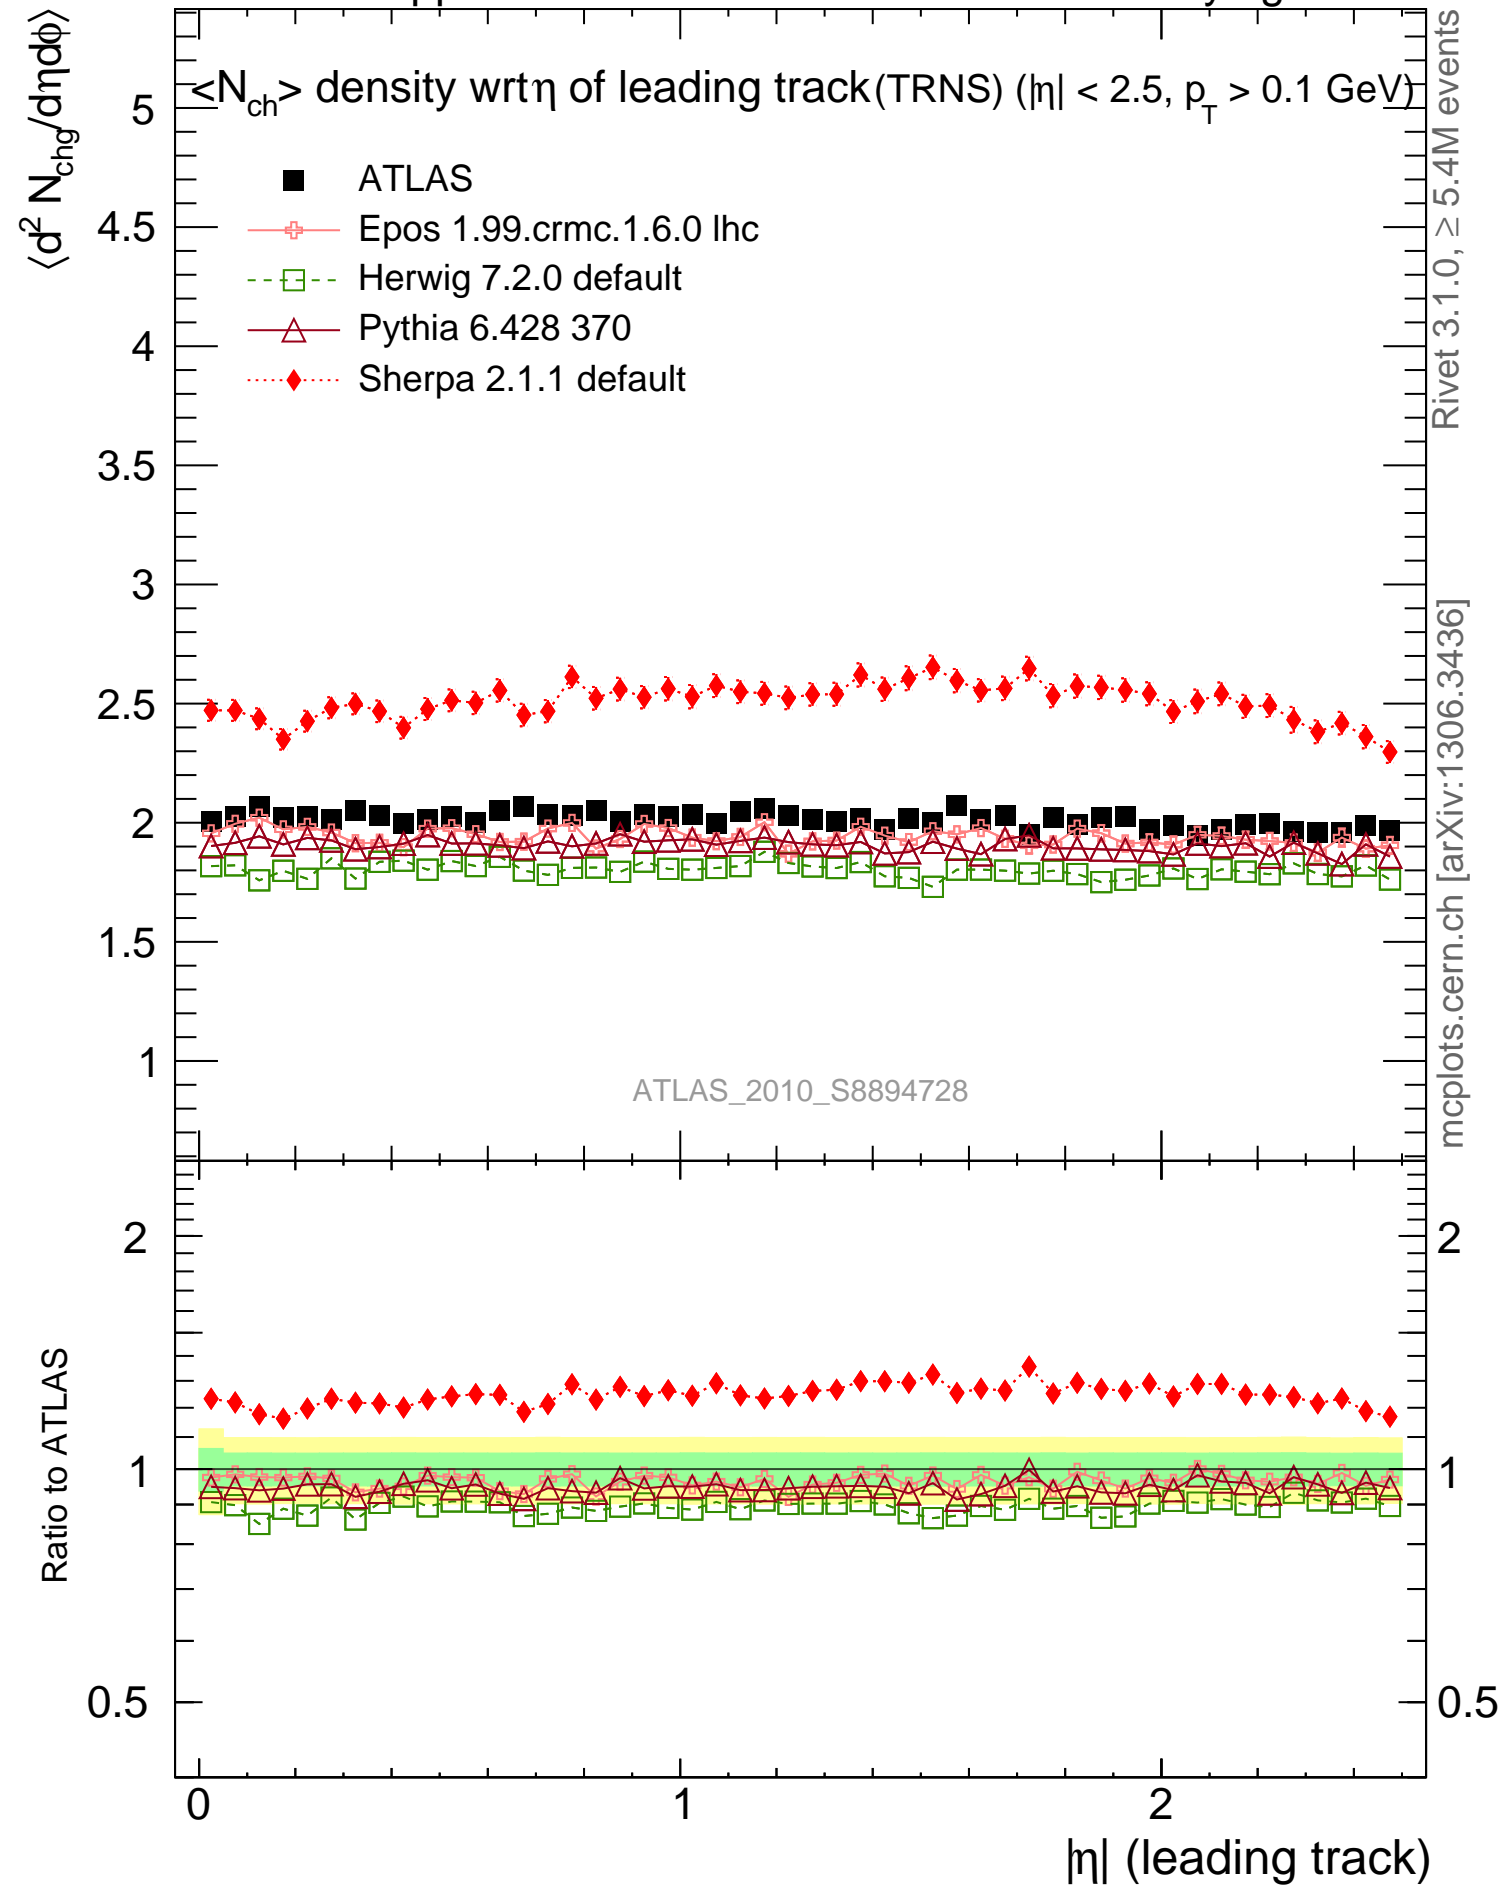 <N_ch> density wrt η of leading track (TRNS) (|η| < 2.5, p_T > 0.1 GeV)
⟨d² N_chg/dηdϕ⟩
ATLAS
Epos 1.99.crmc.1.6.0 lhc
Herwig 7.2.0 default
Pythia 6.428 370
Sherpa 2.1.1 default
5
4.5
4
3.5
3
2.5
2
1.5
1
ATLAS_2010_S8894728
Rivet 3.1.0, ≥ 5.4M events
mcplots.cern.ch [arXiv:1306.3436]
Ratio to ATLAS
2
1
0.5
2
1
0.5
0
1
2
|η| (leading track)